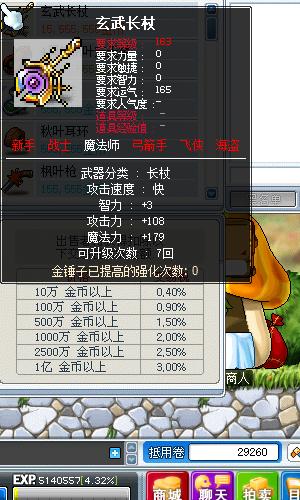 玄武长杖
要求等级 : 163
要求力量 : 0
要求敏捷 : 0
要求智力 : 0
要求运气 : 165
要求人气度 : -
道具等级 : -
道具经验值 : -
新手 战士 魔法师 弓箭手 飞侠 海盗
武器分类 : 长杖
攻击速度 : 快
智力 : +3
攻击力 : +108
魔法力 : +179
可升级次数 : 7回
金锤子已提高的强化次数: 0
秋叶耳环
枫叶枪
10万 金币以上 0,40%
100万 金币以上 0,90%
500万 金币以上 1,50%
1000万 金币以上 2,00%
2500万 金币以上 2,50%
1亿 金币以上 3,00%
商人
抵用卷 29260
EXP. 5140557[4.32%]
商城 聊天 拍卖